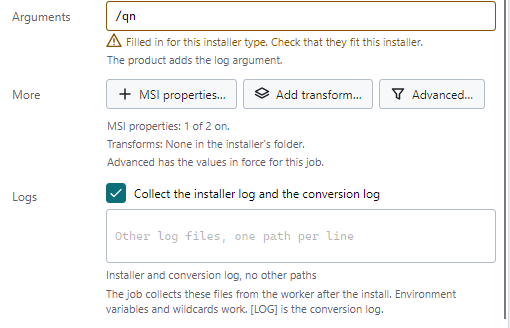 Arguments
/qn
Filled in for this installer type. Check that they fit this installer.
The product adds the log argument.
More
MSI properties...
Add transform...
Advanced...
MSI properties: 1 of 2 on.
Transforms: None in the installer's folder.
Advanced has the values in force for this job.
Logs
Collect the installer log and the conversion log
Other log files, one path per line
Installer and conversion log, no other paths
The job collects these files from the worker after the install. Environment
variables and wildcards work. [LOG] is the conversion log.